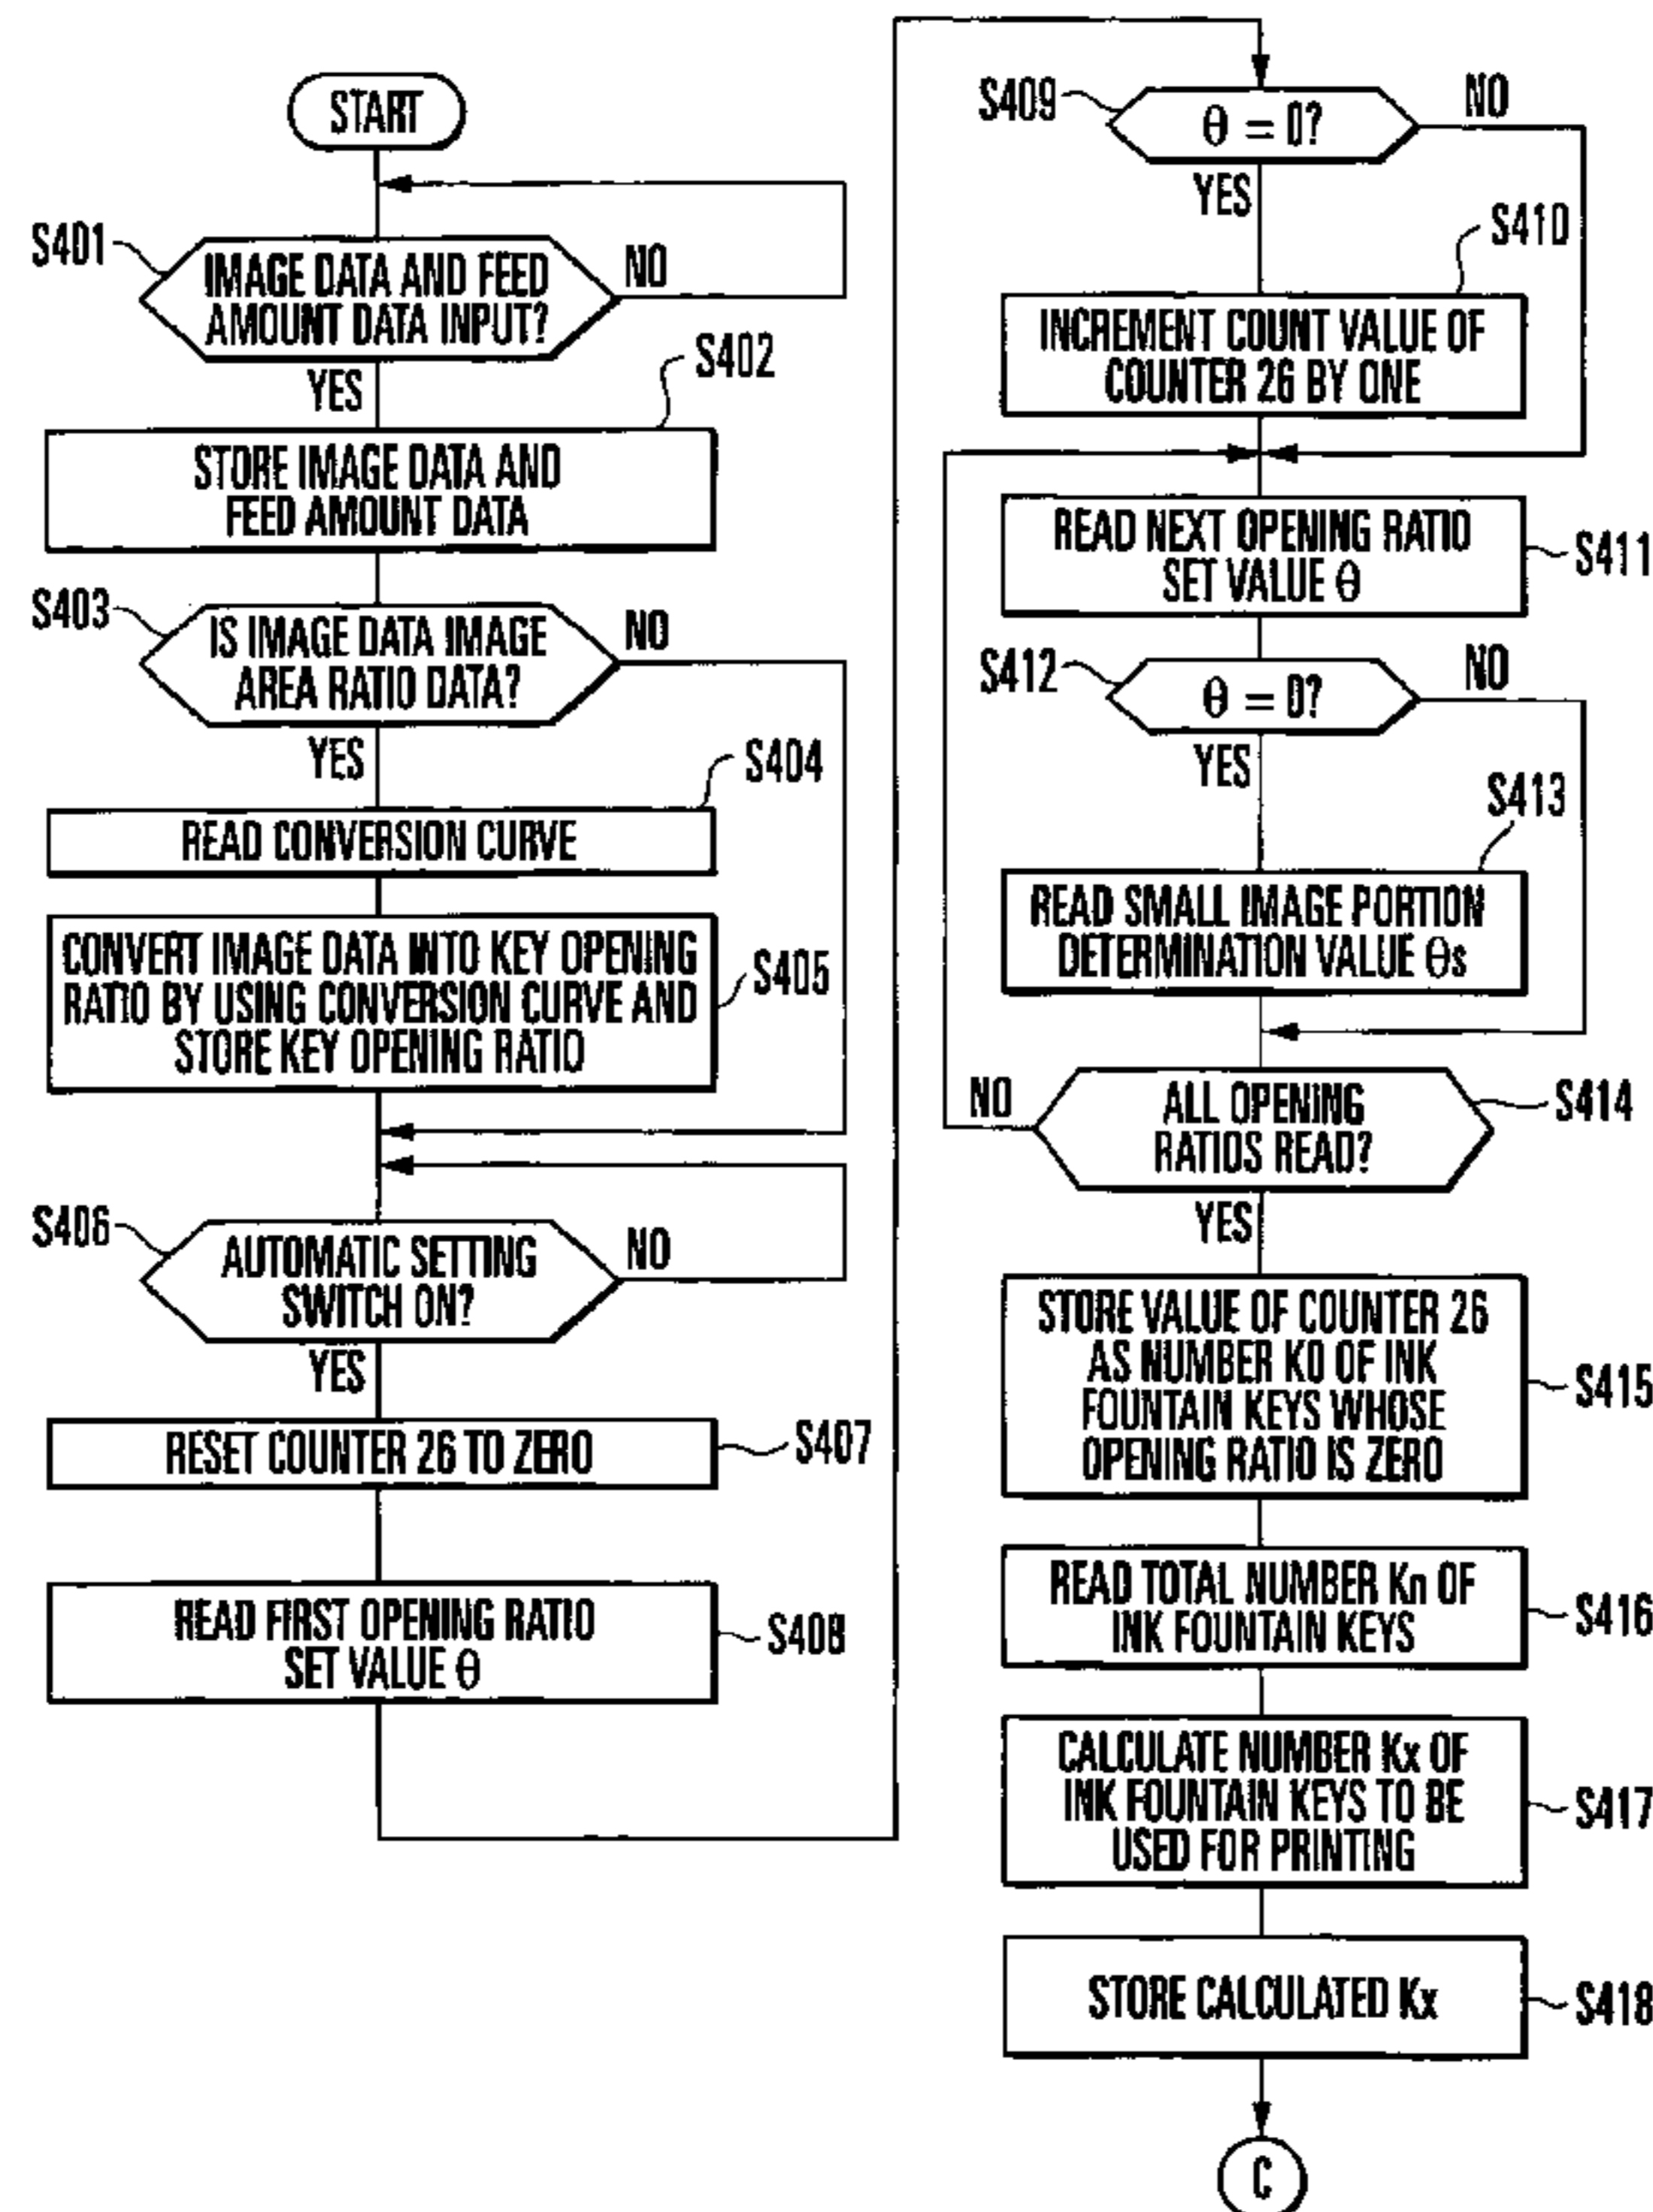 START
S401
IMAGE DATA AND FEED
AMOUNT DATA INPUT?
NO
YES
S402
STORE IMAGE DATA AND
FEED AMOUNT DATA
S403
IS IMAGE DATA IMAGE
AREA RATIO DATA?
NO
YES
S404
READ CONVERSION CURVE
CONVERT IMAGE DATA INTO KEY OPENING
RATIO BY USING CONVERSION CURVE AND
STORE KEY OPENING RATIO
S405
S406
AUTOMATIC SETTING
SWITCH ON?
NO
YES
RESET COUNTER 26 TO ZERO
S407
READ FIRST OPENING RATIO
SET VALUE θ
S408
S409
θ = 0?
NO
YES
S410
INCREMENT COUNT VALUE OF
COUNTER 26 BY ONE
READ NEXT OPENING RATIO
SET VALUE θ
S411
S412
θ = 0?
NO
YES
S413
READ SMALL IMAGE PORTION
DETERMINATION VALUE θs
NO
ALL OPENING
RATIOS READ?
S414
YES
STORE VALUE OF COUNTER 26
AS NUMBER K0 OF INK
FOUNTAIN KEYS WHOSE
OPENING RATIO IS ZERO
S415
READ TOTAL NUMBER Kn OF
INK FOUNTAIN KEYS
S416
CALCULATE NUMBER Kx OF
INK FOUNTAIN KEYS TO BE
USED FOR PRINTING
S417
STORE CALCULATED Kx
S418
C